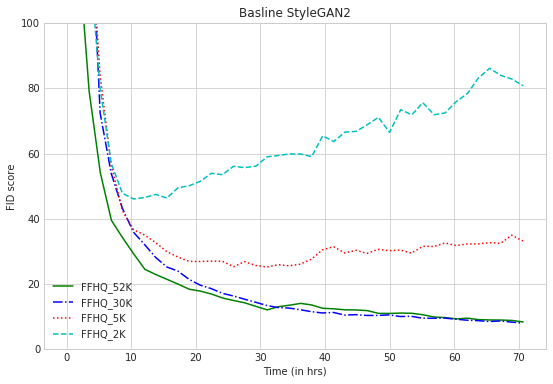 Basline StyleGAN2
100
80
60
40
20
0
FID score
FFHQ_52K
FFHQ_30K
FFHQ_5K
FFHQ_2K
0 10 20 30 40 50 60 70
Time (in hrs)